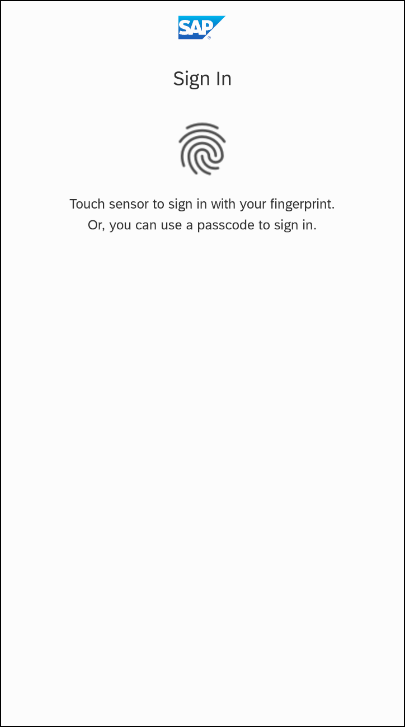 SAP
Sign In
Touch sensor to sign in with your fingerprint.
Or, you can use a passcode to sign in.